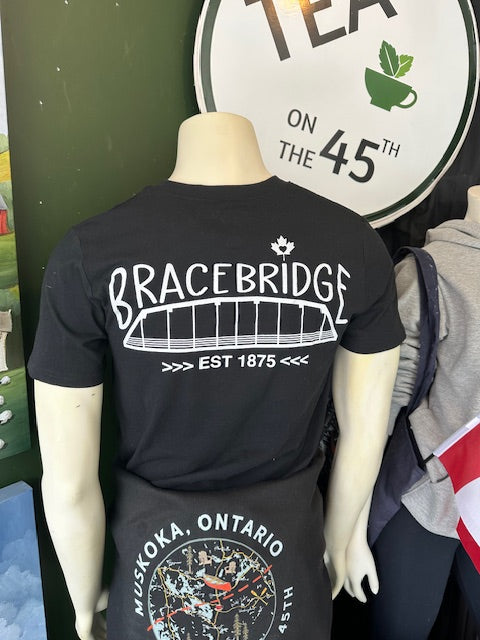 TEA
ON
THE 45TH
BRACEBRIDGE
>>> EST 1875 <<<
MUSKOKA, ONTARIO
45TH